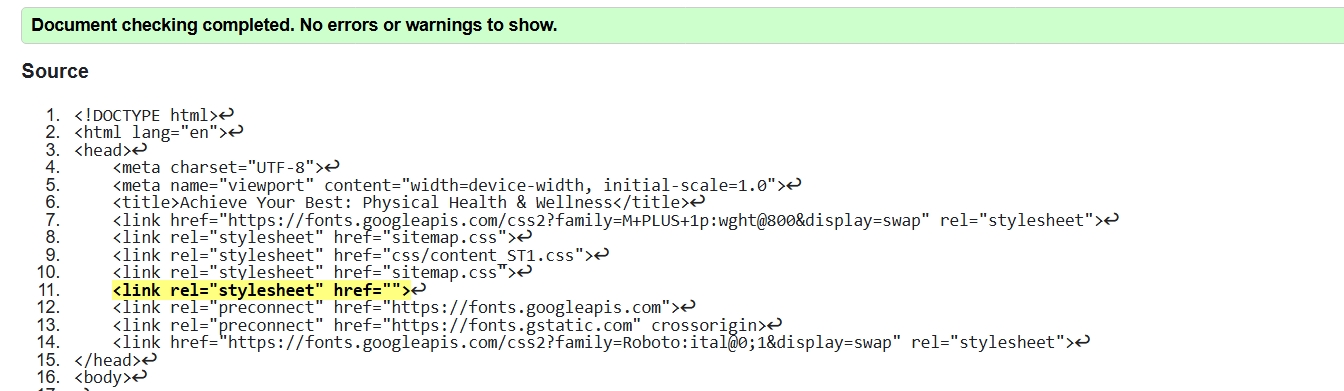 Document checking completed. No errors or warnings to show.
Source
1. <!DOCTYPE html>↩
2. <html lang="en">↩
3. <head>↩
4. <meta charset="UTF-8">↩
5. <meta name="viewport" content="width=device-width, initial-scale=1.0">↩
6. <title>Achieve Your Best: Physical Health & Wellness</title>↩
7. <link href="https://fonts.googleapis.com/css2?family=M+PLUS+1p:wght@800&display=swap" rel="stylesheet">↩
8. <link rel="stylesheet" href="sitemap.css">↩
9. <link rel="stylesheet" href="css/content_ST1.css">↩
10. <link rel="stylesheet" href="sitemap.css">↩
11. <link rel="stylesheet" href="">↩
12. <link rel="preconnect" href="https://fonts.googleapis.com">↩
13. <link rel="preconnect" href="https://fonts.gstatic.com" crossorigin>↩
14. <link href="https://fonts.googleapis.com/css2?family=Roboto:ital@0;1&display=swap" rel="stylesheet">↩
15. </head>↩
16. <body>↩